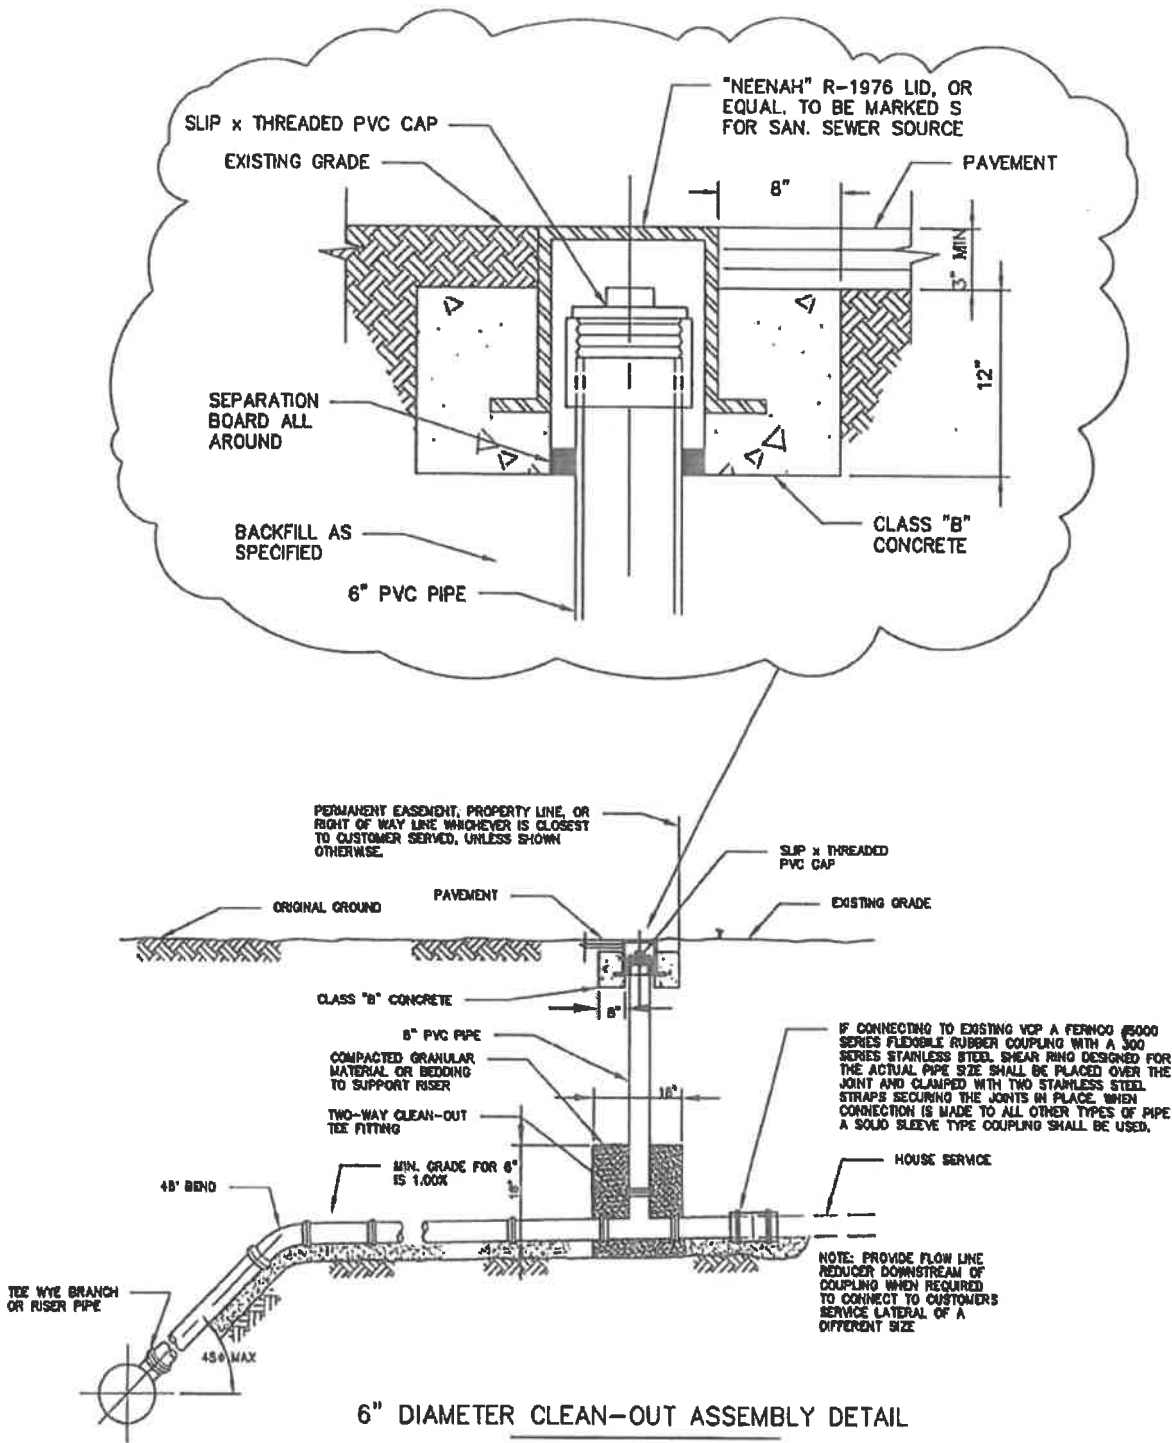 "NEENAH" R-1976 LID, OR
EQUAL. TO BE MARKED S
FOR SAN. SEWER SOURCE
SLIP x THREADED PVC CAP
EXISTING GRADE
PAVEMENT
8"
3" MIN
12"
SEPARATION
BOARD ALL
AROUND
BACKFILL AS
SPECIFIED
CLASS "B"
CONCRETE
6" PVC PIPE
PERMANENT EASEMENT, PROPERTY LINE, OR
RIGHT OF WAY LINE WHICHEVER IS CLOSEST
TO CUSTOMER SERVED, UNLESS SHOWN
OTHERWISE.
SLIP x THREADED
PVC CAP
PAVEMENT
ORIGINAL GROUND
EXISTING GRADE
CLASS "B" CONCRETE
8"
6" PVC PIPE
COMPACTED GRANULAR
MATERIAL OR BEDDING
TO SUPPORT RISER
18"
TWO-WAY CLEAN-OUT
TEE FITTING
IF CONNECTING TO EXISTING VCP A FERNCO #5000
SERIES FLEXIBLE RUBBER COUPLING WITH A 300
SERIES STAINLESS STEEL SHEAR RING DESIGNED FOR
THE ACTUAL PIPE SIZE SHALL BE PLACED OVER THE
JOINT AND CLAMPED WITH TWO STAINLESS STEEL
STRAPS SECURING THE JOINTS IN PLACE. WHEN
CONNECTION IS MADE TO ALL OTHER TYPES OF PIPE
A SOLID SLEEVE TYPE COUPLING SHALL BE USED.
MIN. GRADE FOR 6"
IS 1.00%
18"
HOUSE SERVICE
45' BEND
NOTE: PROVIDE FLOW LINE
REDUCER DOWNSTREAM OF
COUPLING WHEN REQUIRED
TO CONNECT TO CUSTOMERS
SERVICE LATERAL OF A
DIFFERENT SIZE
TEE WYE BRANCH
OR RISER PIPE
45° MAX
6" DIAMETER CLEAN-OUT ASSEMBLY DETAIL